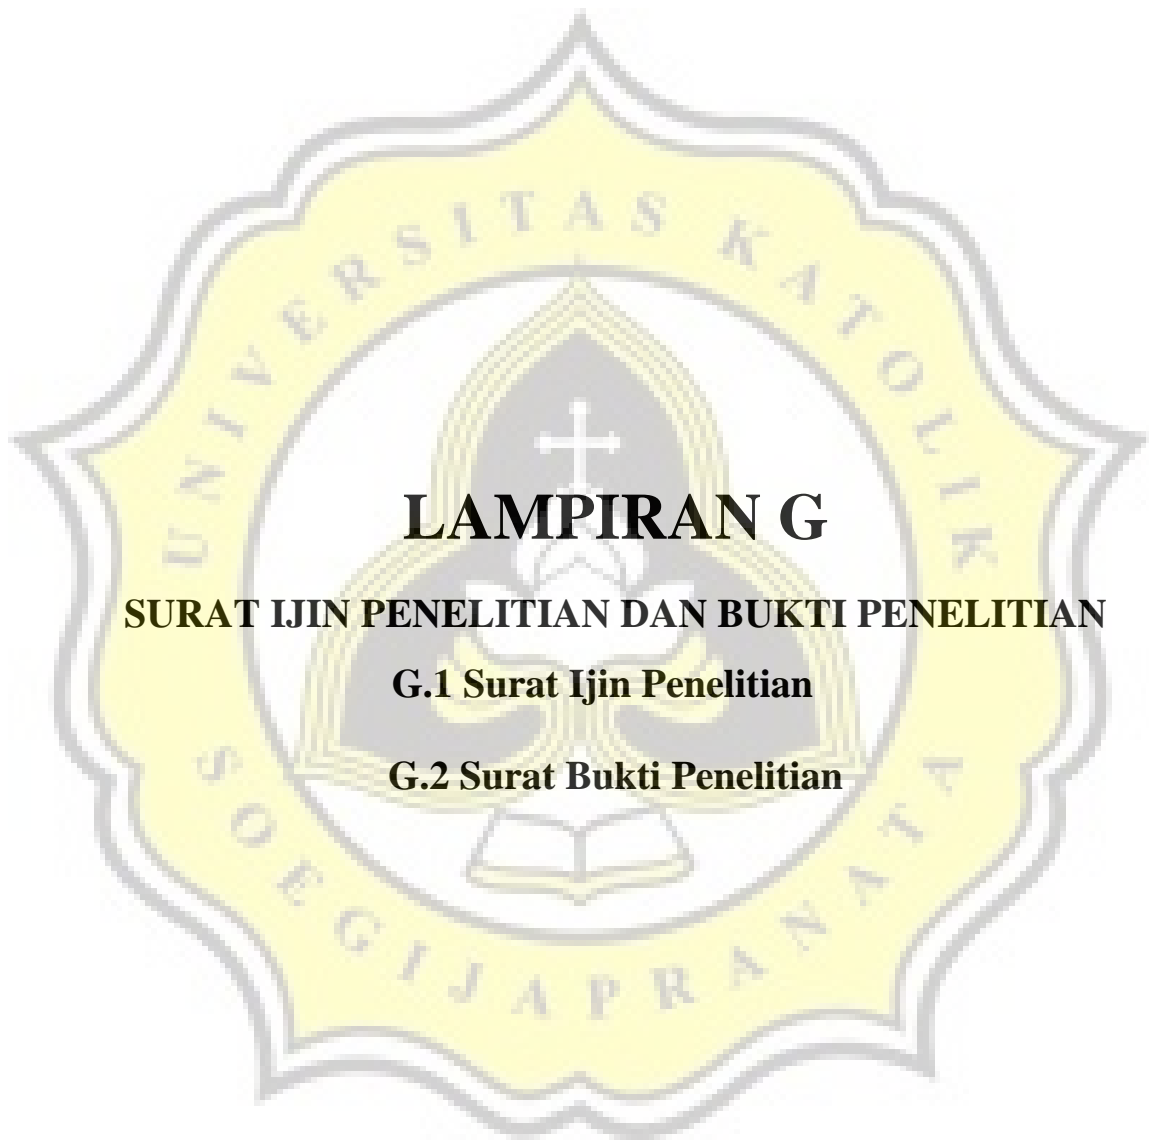 UNIVERSITAS KATOLIK
LAMPIRAN G
SURAT IJIN PENELITIAN DAN BUKTI PENELITIAN
G.1 Surat Ijin Penelitian
G.2 Surat Bukti Penelitian
SOEGIJAPRANATA